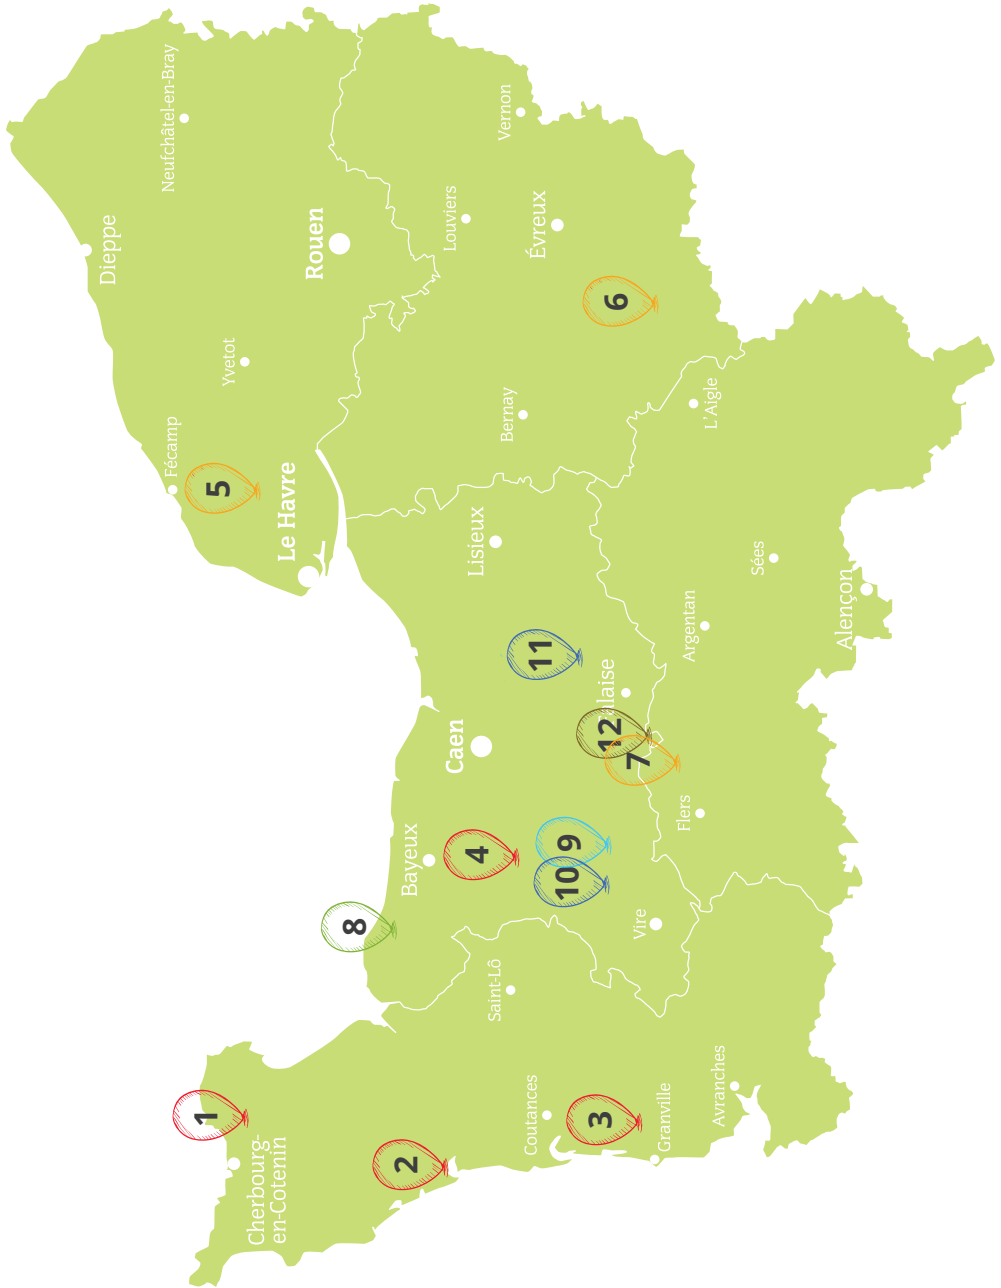 Dieppe
Neufchâtel-en-Bray
Fécamp
1
5
Yvetot
Cherbourg-
en-Cotenin
Le Havre
Rouen
8
2
Bayeux
Louviers
Caen
Lisieux
4
Saint-Lô
Vernon
Bernay
Coutances
Évreux
11
10
9
3
Falaise
12
6
7
Vire
Granville
Flers
Argentan
L'Aigle
Avranches
Sées
Alençon